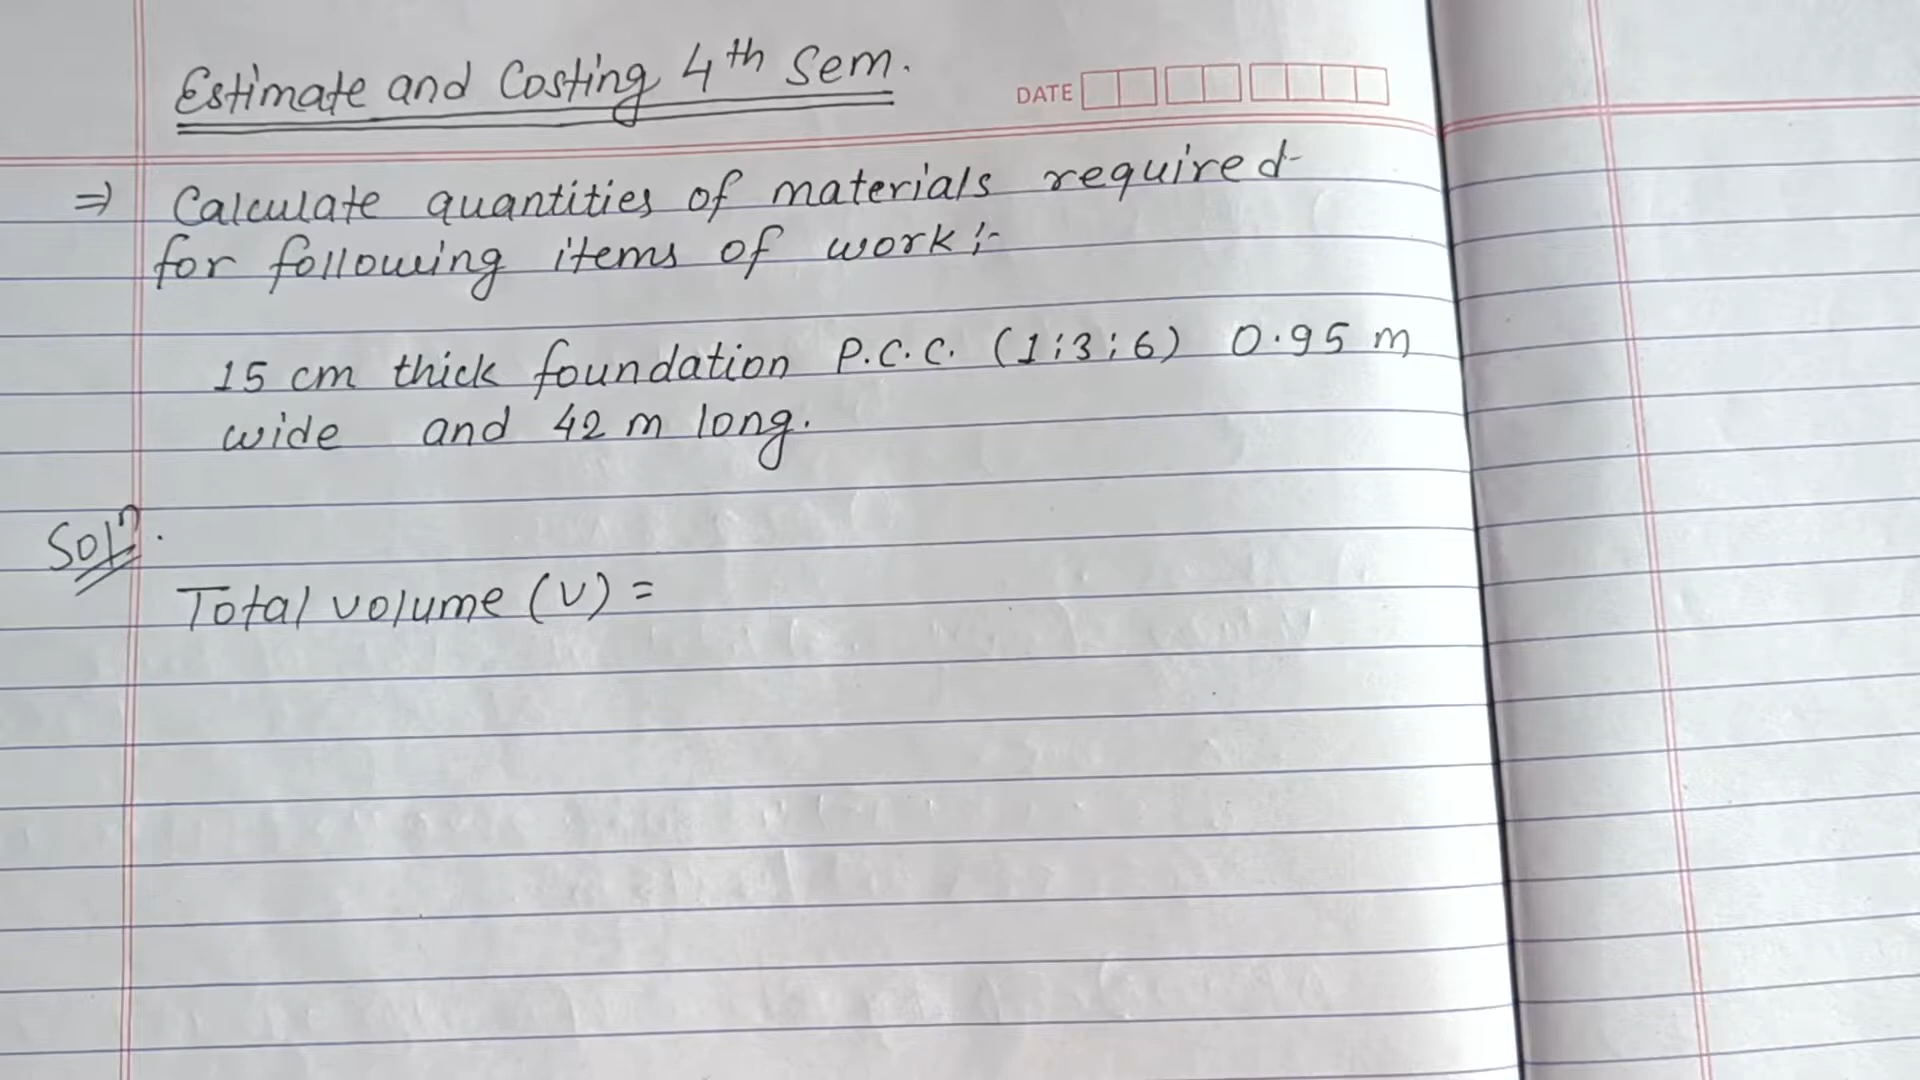 Estimate and Costing 4th Sem.
DATE
⇒ Calculate quantities of materials required
for following items of work :-
15 cm thick foundation P.C.C. (1:3:6) 0.95 m
wide and 42 m long.
Solⁿ.
Total volume (V) =